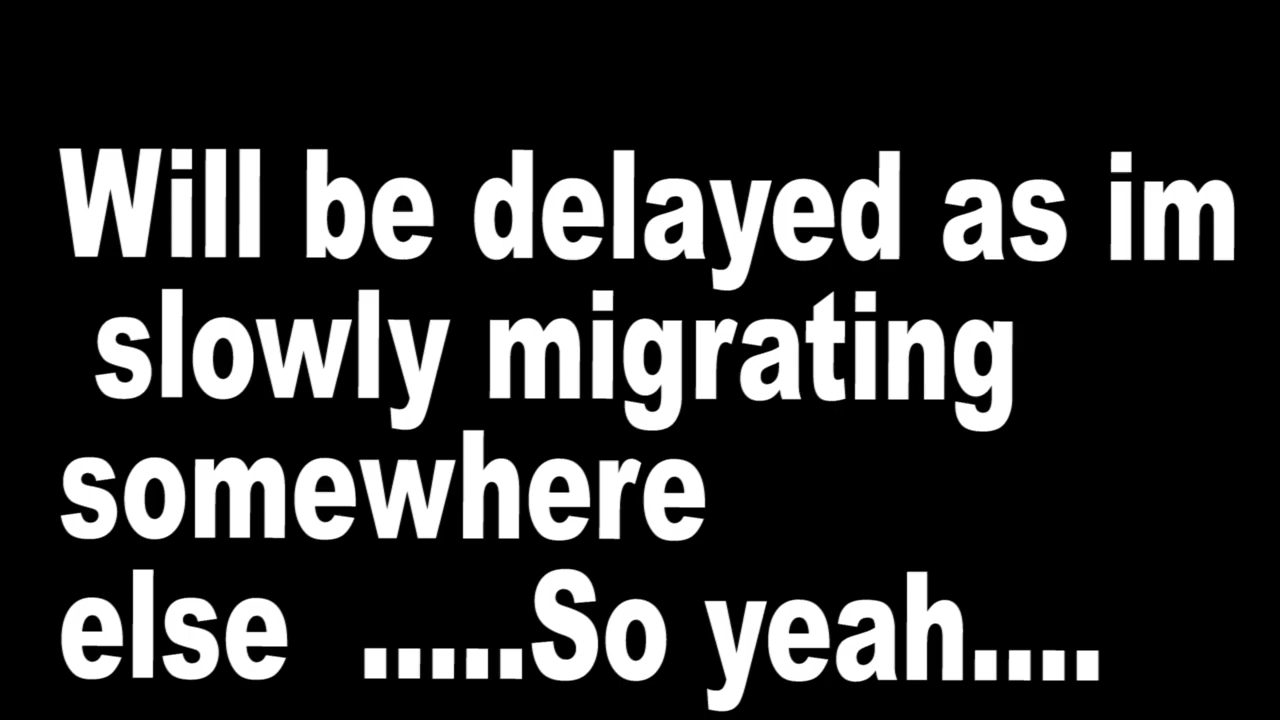 Will be delayed as im
slowly migrating
somewhere
else .....So yeah....